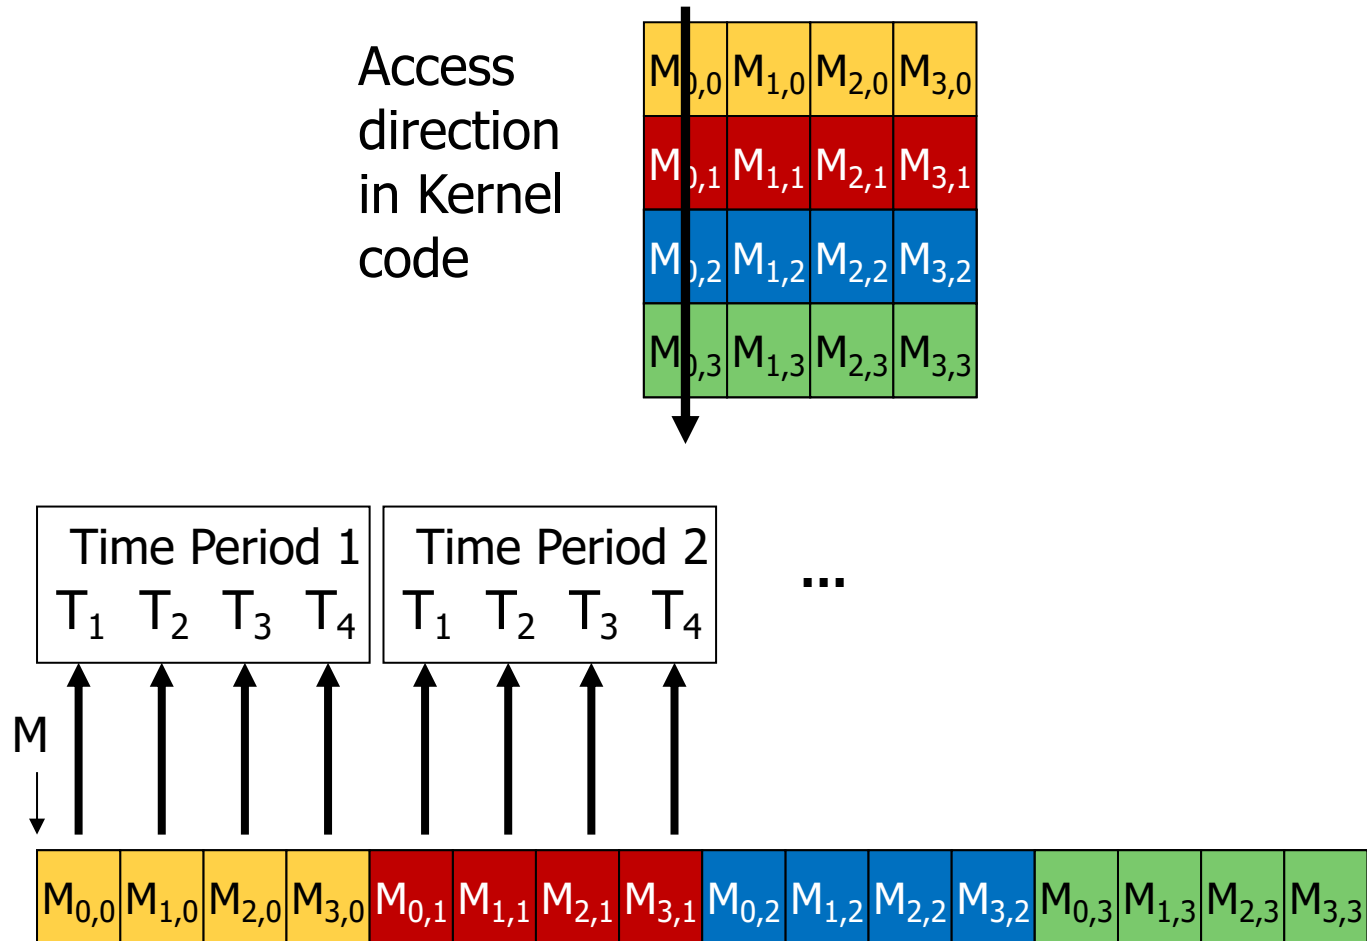 Access
direction
in Kernel
code
M0,0 M1,0 M2,0 M3,0
M0,1 M1,1 M2,1 M3,1
M0,2 M1,2 M2,2 M3,2
M0,3 M1,3 M2,3 M3,3
Time Period 1
T1 T2 T3 T4
Time Period 2
T1 T2 T3 T4
...
M
M0,0 M1,0 M2,0 M3,0 M0,1 M1,1 M2,1 M3,1 M0,2 M1,2 M2,2 M3,2 M0,3 M1,3 M2,3 M3,3